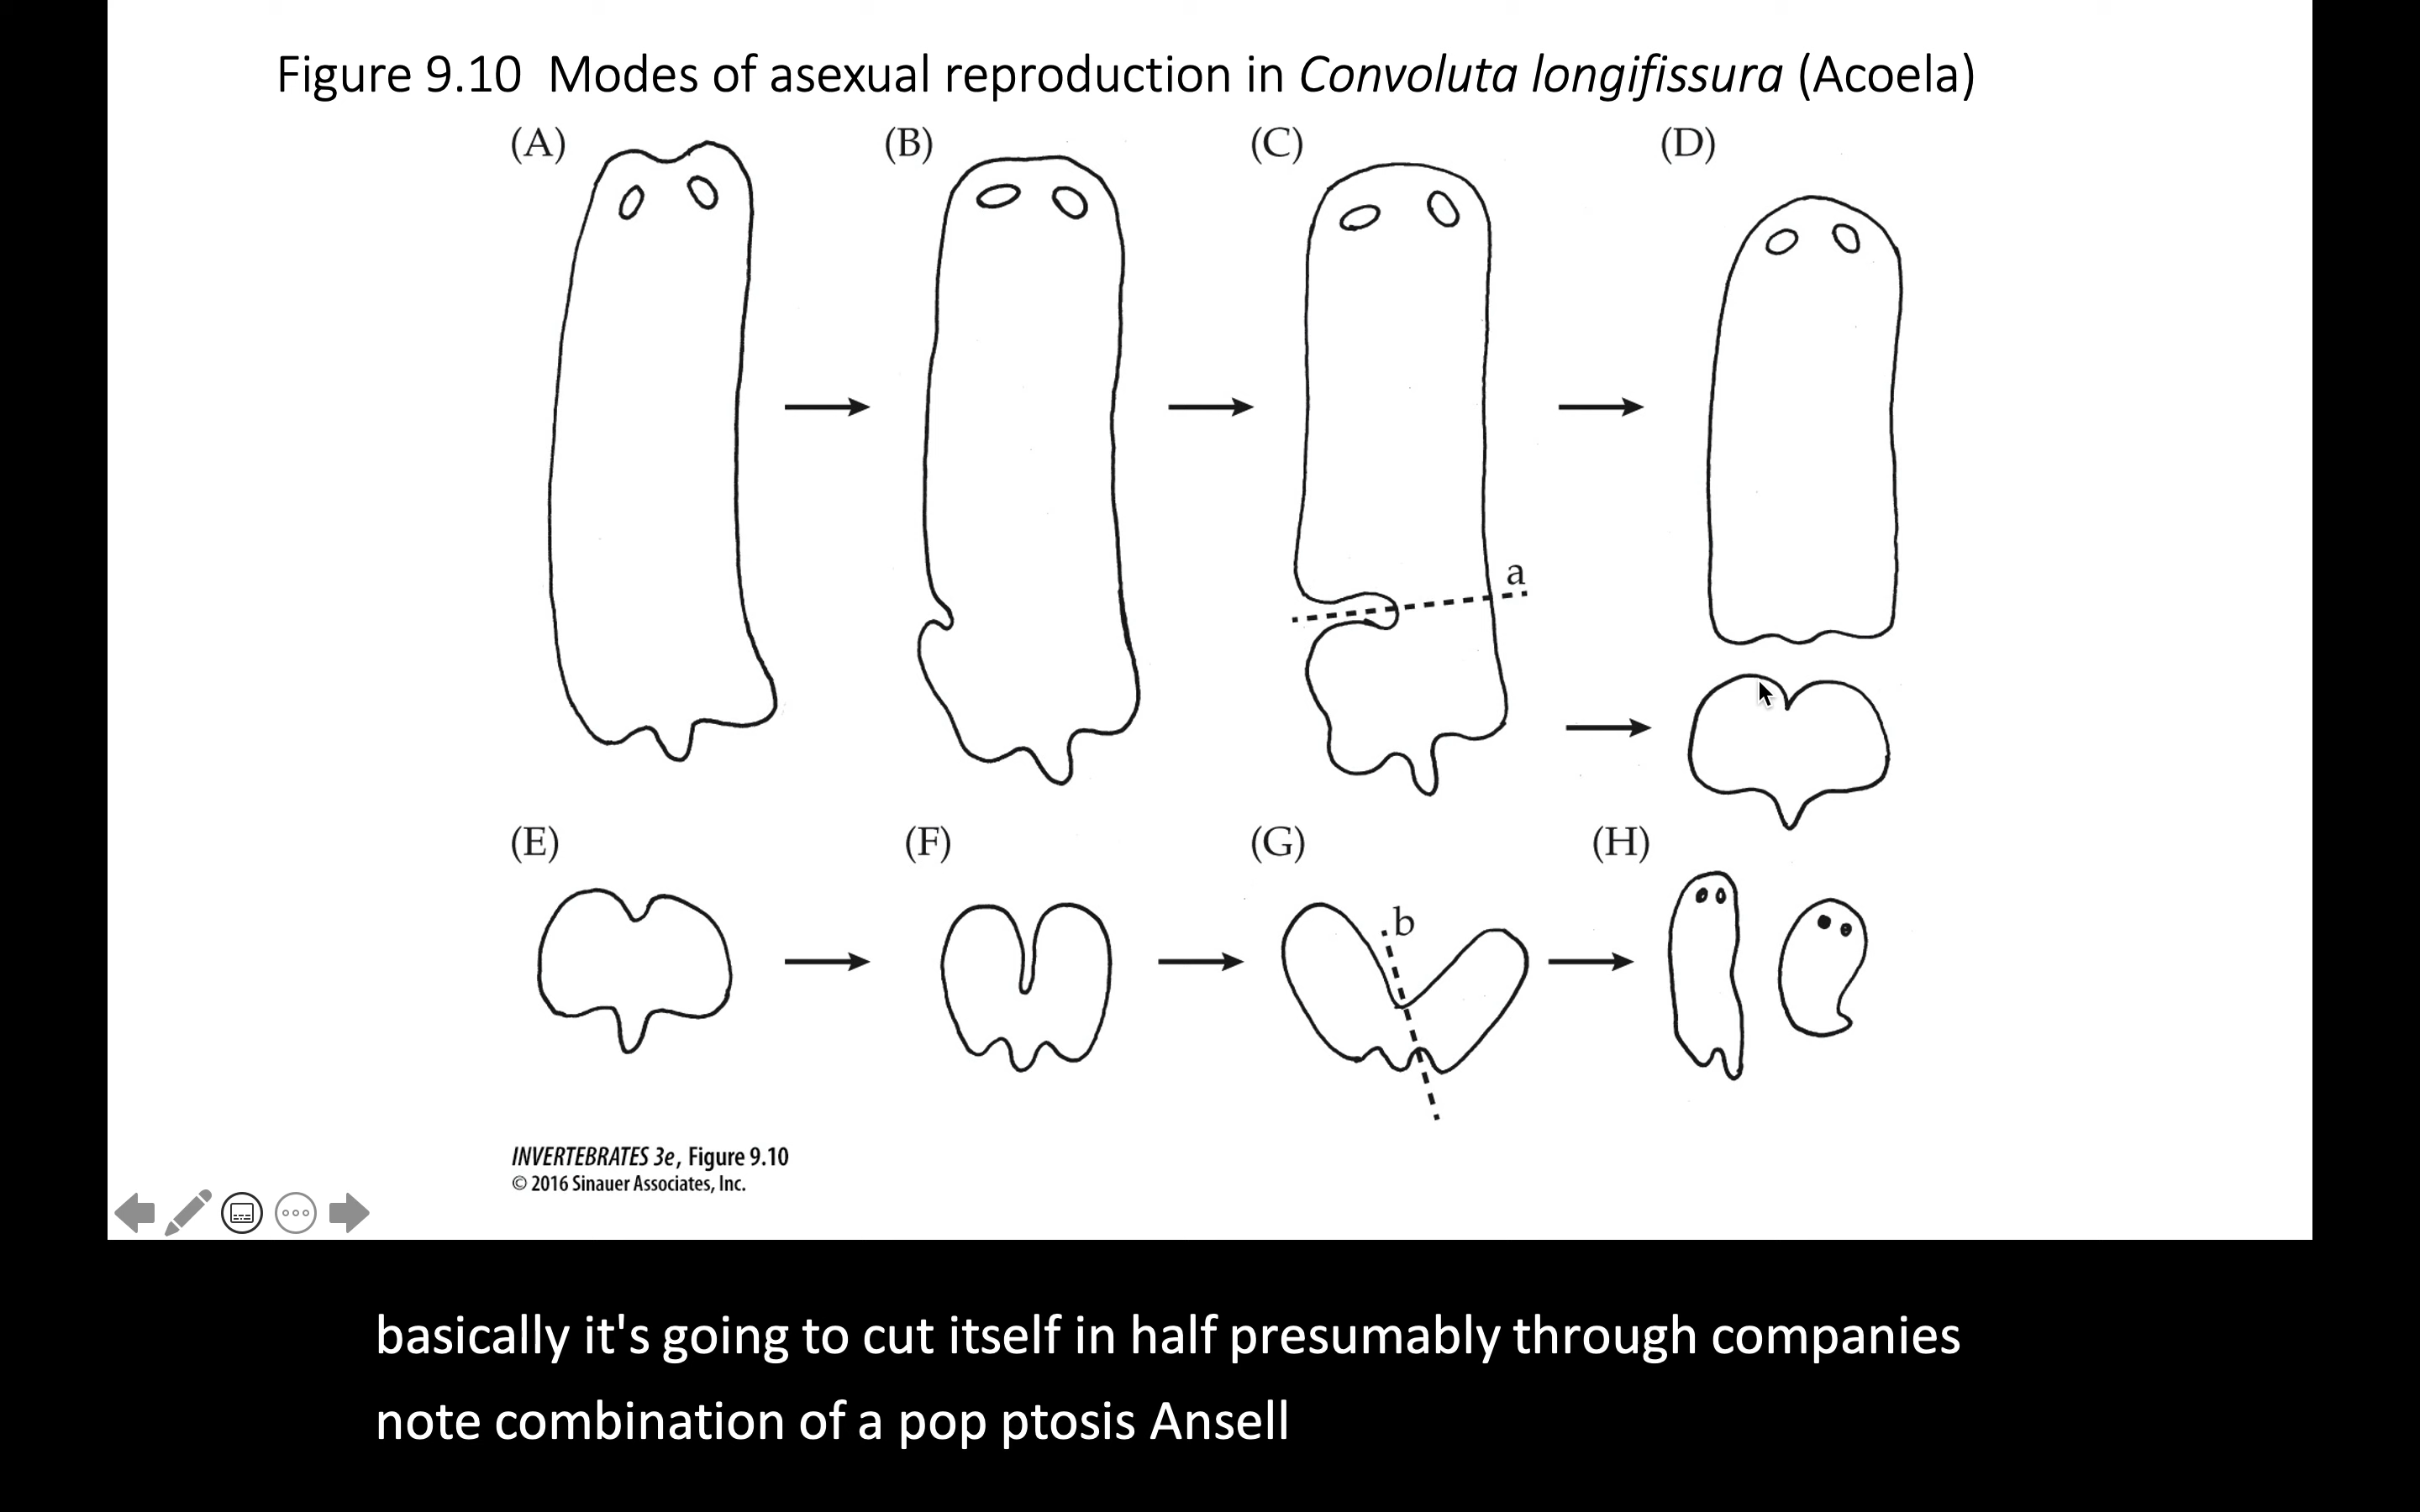 Figure 9.10 Modes of asexual reproduction in Convoluta longifissura (Acoela)
(A)
(B)
(C)
(D)
a
(E)
(F)
(G)
(H)
b
INVERTEBRATES 3e, Figure 9.10
© 2016 Sinauer Associates, Inc.
basically it's going to cut itself in half presumably through companies
note combination of a pop ptosis Ansell